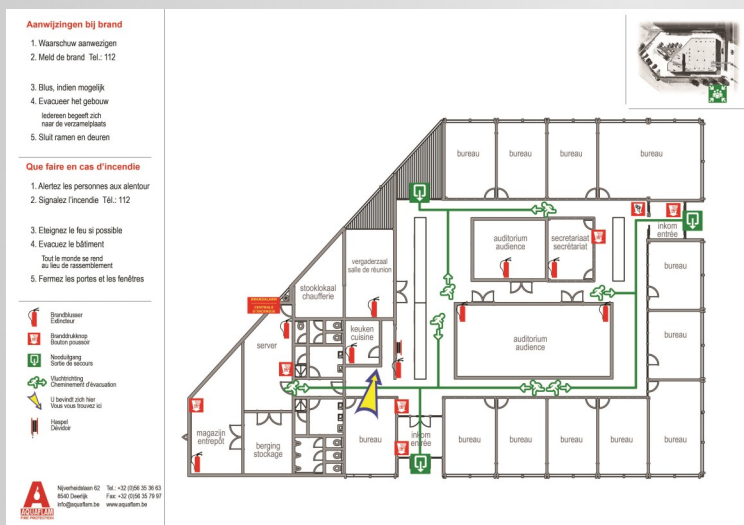 Aanwijzingen bij brand
1. Waarschuw aanwezigen
2. Meld de brand Tel.: 112
3. Blus, indien mogelijk
4. Evacueer het gebouw
Iedereen begeeft zich
naar de verzamelplaats
5. Sluit ramen en deuren
Que faire en cas d'incendie
1. Alertez les personnes aux alentour
2. Signalez l'incendie Tél.: 112
3. Eteignez le feu si possible
4. Evacuez le bâtiment
Tout le monde se rend
au lieu de rassemblement
5. Fermez les portes et les fenêtres
Brandblusser
Extincteur
Branddrukknop
Bouton poussoir
Nooduitgang
Sortie de secours
Vluchtrichting
Cheminement d'évacuation
U bevindt zich hier
Vous vous trouvez ici
Haspel
Dévidoir
AQUAFLAM
FIRE PROTECTION
Nijverheidslaan 62 Tel.: +32 (0)56 35 36 63
8540 Deerlijk Fax: +32 (0)56 35 79 97
info@aquaflam.be www.aquaflam.be
bureau
bureau
bureau
bureau
inkom
entrée
auditorium
audience
secretariaat
secrétariat
vergaderzaal
salle de réunion
bureau
stooklokaal
chaufferie
BRANDALARM
CENTRALE
D'INCENDIE
keuken
cuisine
server
auditorium
audience
bureau
magazijn
entrepôt
berging
stockage
bureau
inkom
entrée
bureau
bureau
bureau
bureau
bureau
bureau